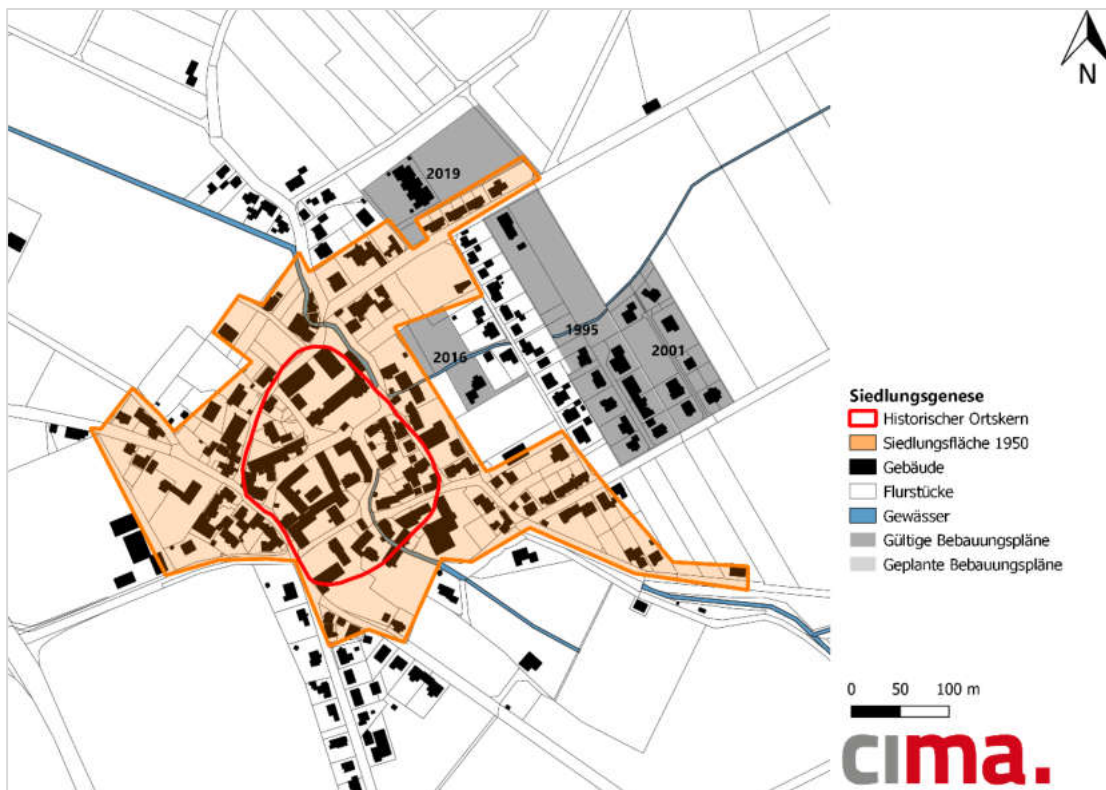 N
2019
1995
2016
2001
Siedlungsgenese
Historischer Ortskern
Siedlungsfläche 1950
Gebäude
Flurstücke
Gewässer
Gültige Bebauungspläne
Geplante Bebauungspläne
0 50 100 m
cima.